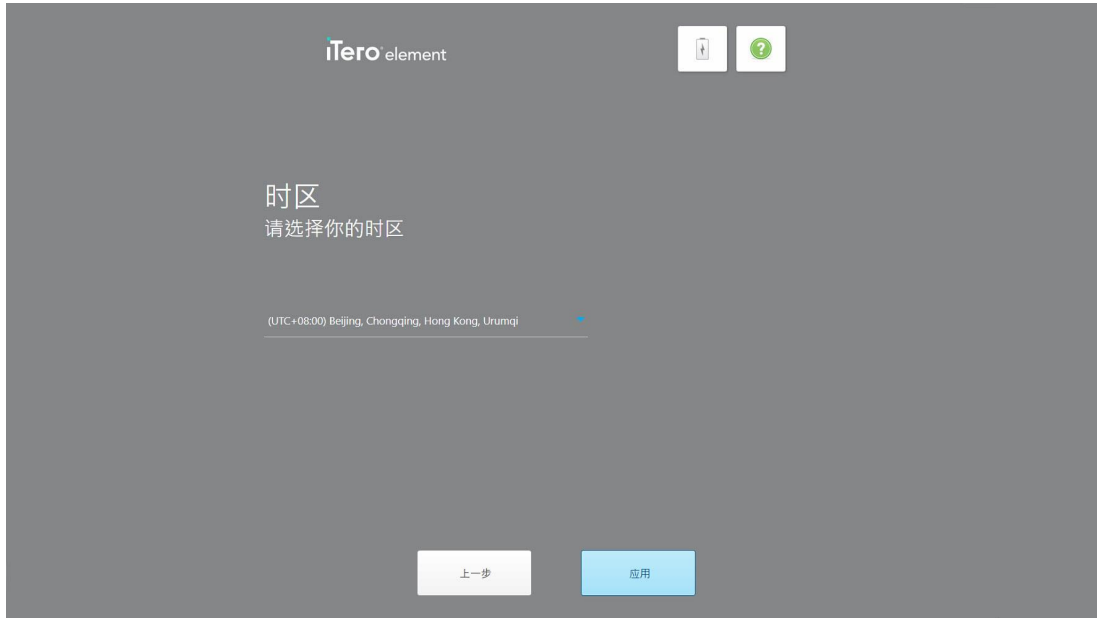 iTero element
?
时区
请选择你的时区
(UTC+08:00) Beijing, Chongqing, Hong Kong, Urumqi
上一步
应用